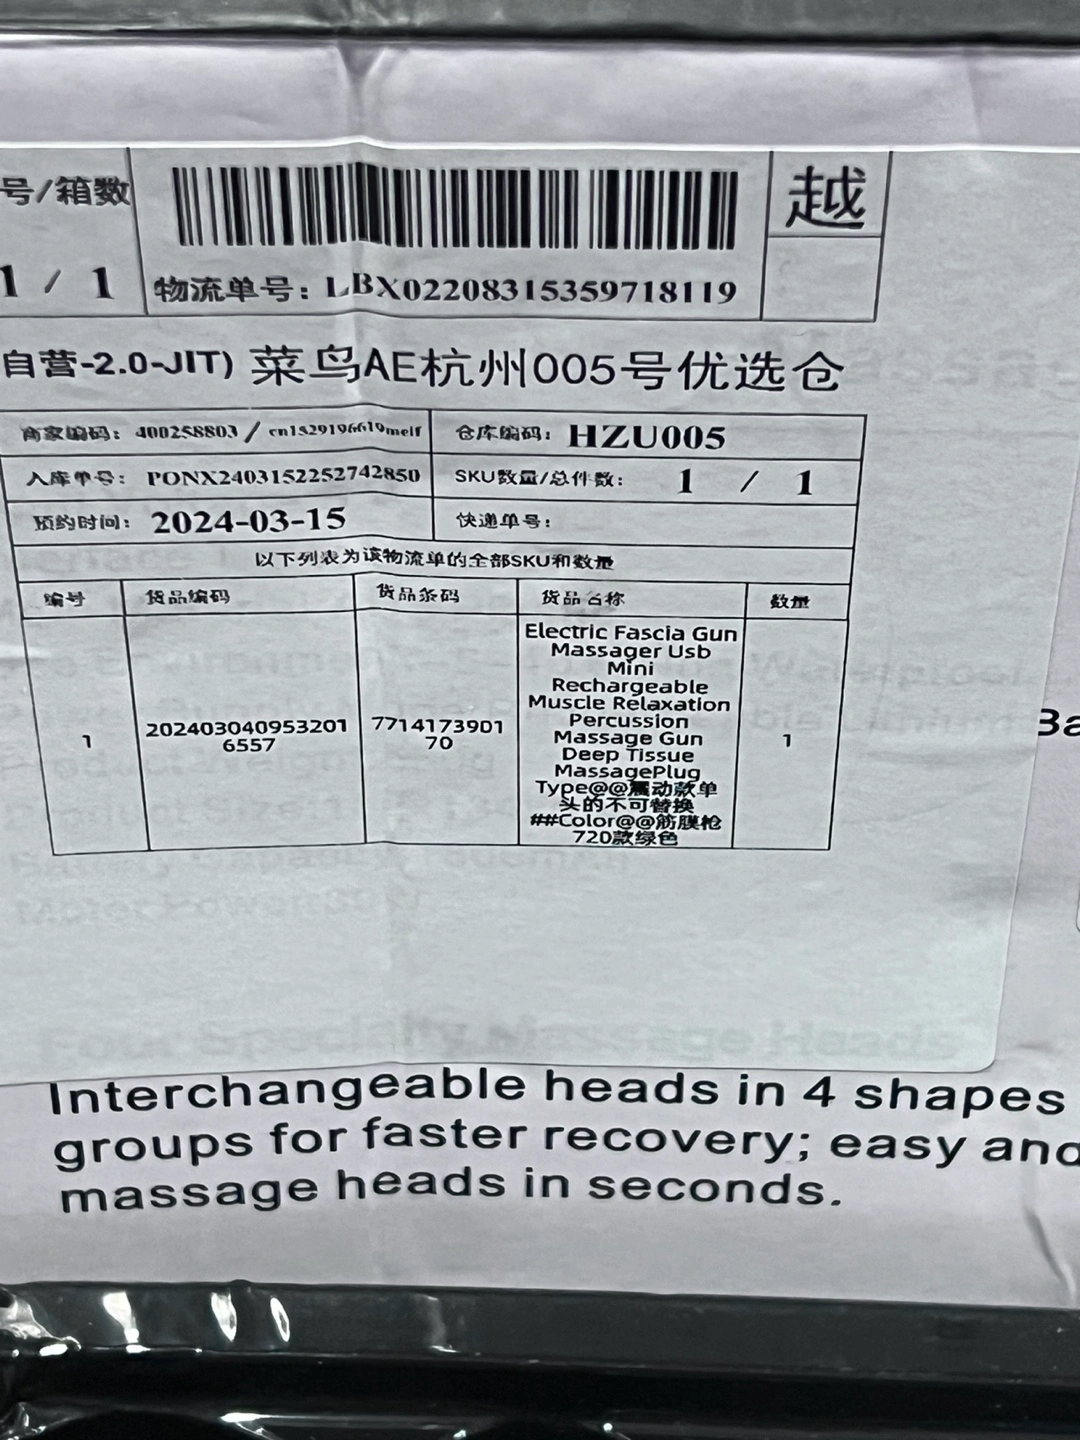 号/箱数
越
1 / 1
物流单号：LBX02208315359718119
自营-2.0-JIT) 菜鸟AE杭州005号优选仓
商家编码：400258803 / cn1529196619meif
仓库编码：HZU005
入库单号：PONX2403152252742850
SKU数量/总件数： 1 / 1
预约时间：2024-03-15
快递单号：
以下列表为该物流单的全部SKU和数量
编号 货品编码 货品条码 货品名称 数量
1
202403040953201
6557
7714173901
70
Electric Fascia Gun
Massager Usb
Mini
Rechargeable
Muscle Relaxation
Percussion
Massage Gun
Deep Tissue
MassagePlug
Type@@震动款单
头的不可替换
##Color@@筋膜枪
720款绿色
1
Ba
Four Specialty Massage Heads
Interchangeable heads in 4 shapes
groups for faster recovery; easy and
massage heads in seconds.